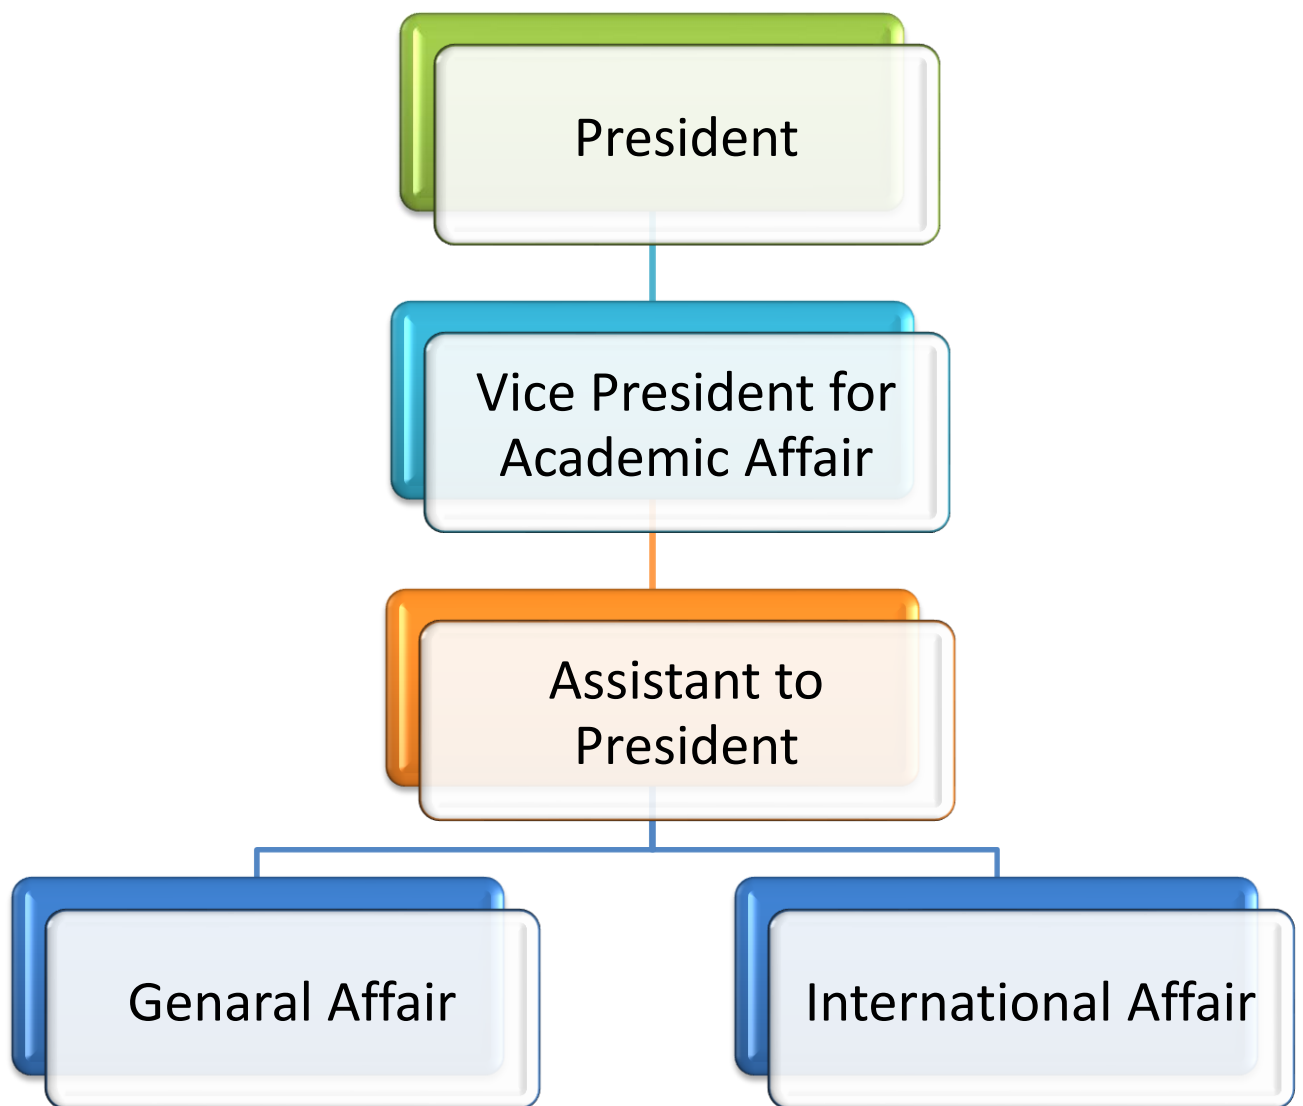 President
Vice President for
Academic Affair
Assistant to
President
Genaral Affair
International Affair